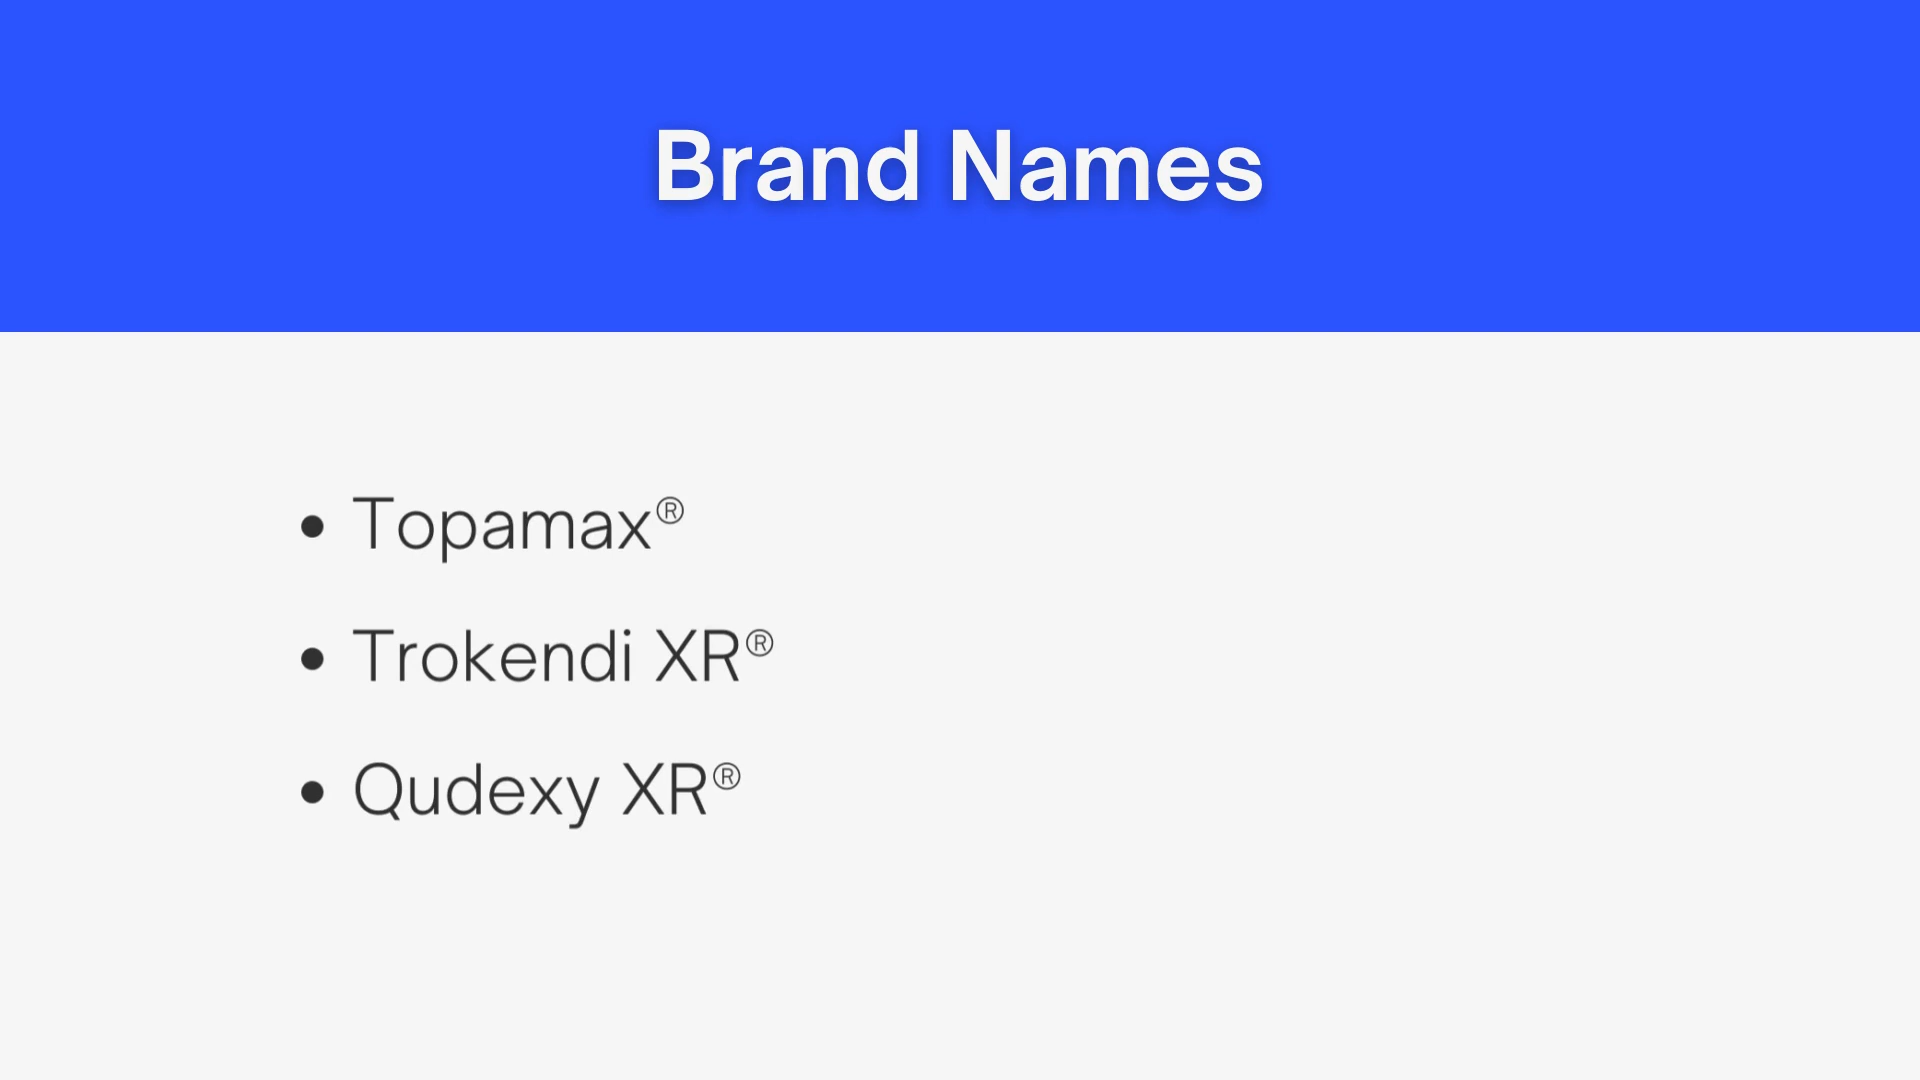 Brand Names
• Topamax®
• Trokendi XR®
• Qudexy XR®